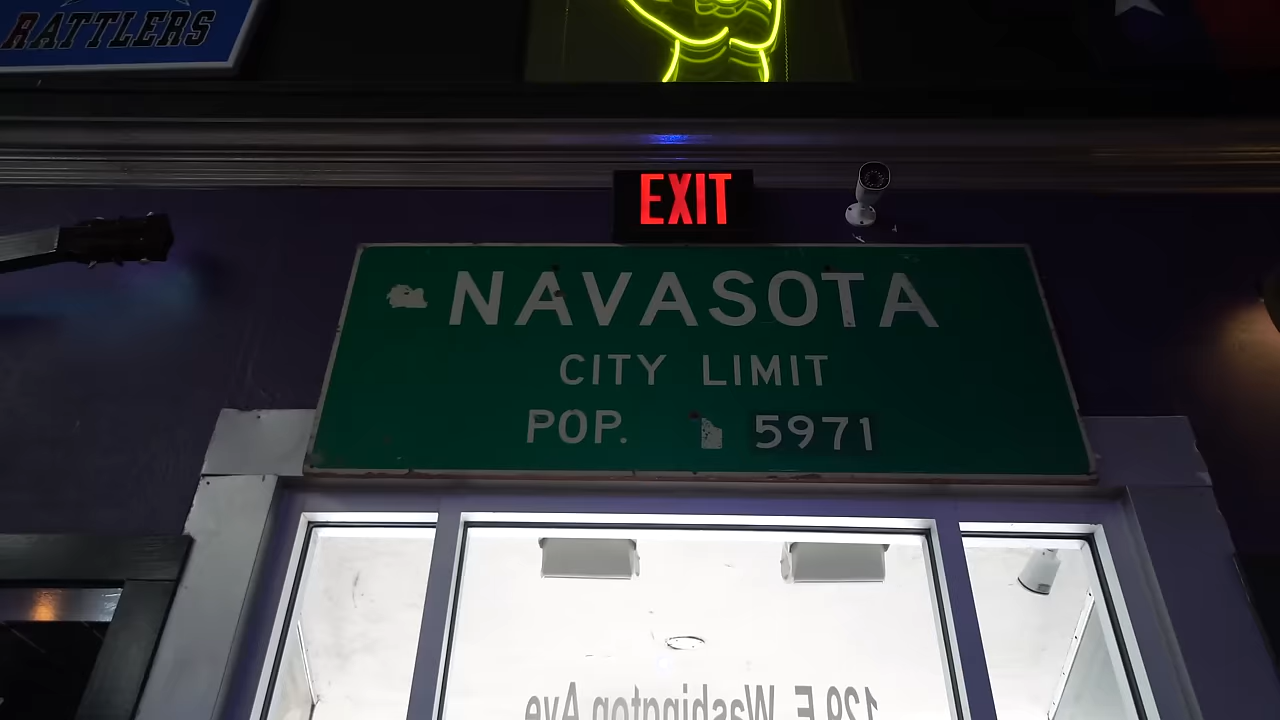 RATTLERS
EXIT
NAVASOTA
CITY LIMIT
POP. 5971
129 E Washington Ave